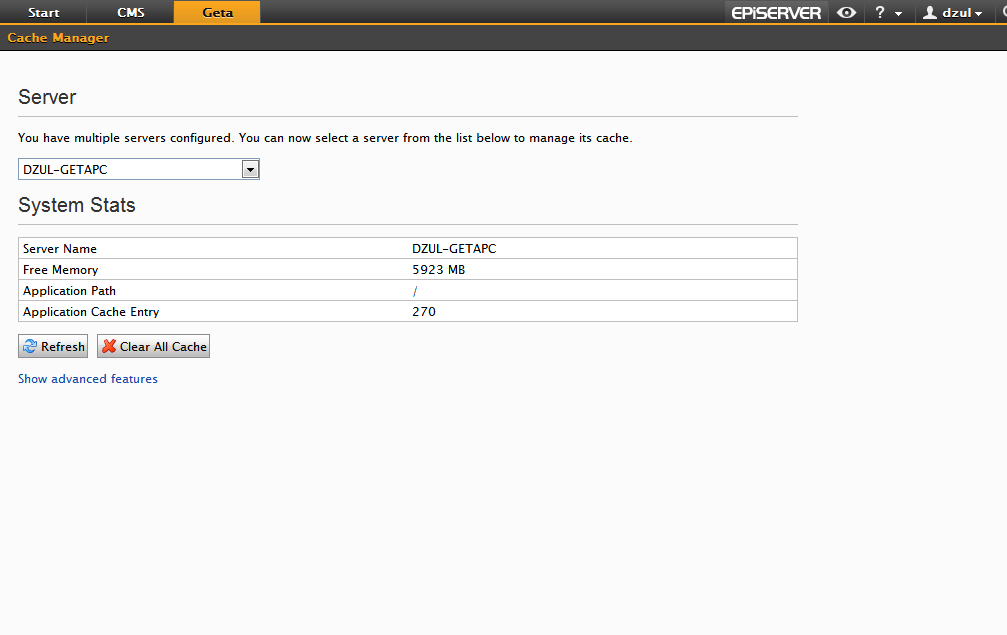 Start CMS Geta EPiSERVER ? dzul
Cache Manager
Server
You have multiple servers configured. You can now select a server from the list below to manage its cache.
DZUL-GETAPC
System Stats
Server Name DZUL-GETAPC
Free Memory 5923 MB
Application Path /
Application Cache Entry 270
Refresh Clear All Cache
Show advanced features